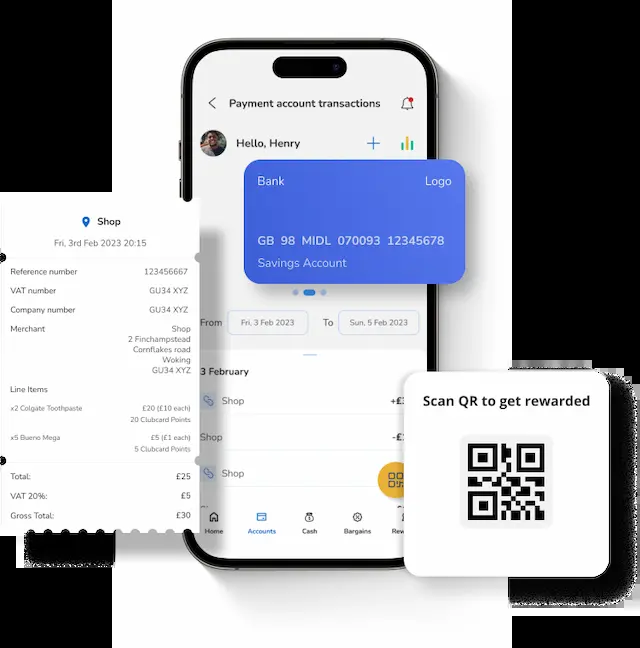 Payment account transactions
Hello, Henry
Bank
Logo
GB 98 MIDL 070093 12345678
Savings Account
From
Fri, 3 Feb 2023
To
Sun, 5 Feb 2023
3 February
Shop
+£
Shop
-£
Shop
Home
Accounts
Cash
Bargains
Rew
Shop
Fri, 3rd Feb 2023 20:15
Reference number 123456667
VAT number GU34 XYZ
Company number GU34 XYZ
Merchant Shop
2 Finchampstead
Cornflakes road
Woking
GU34 XYZ
Line Items
x2 Colgate Toothpaste £20 (£10 each)
20 Clubcard Points
x5 Bueno Mega £5 (£1 each)
5 Clubcard Points
Total: £25
VAT 20%: £5
Gross Total: £30
Scan QR to get rewarded